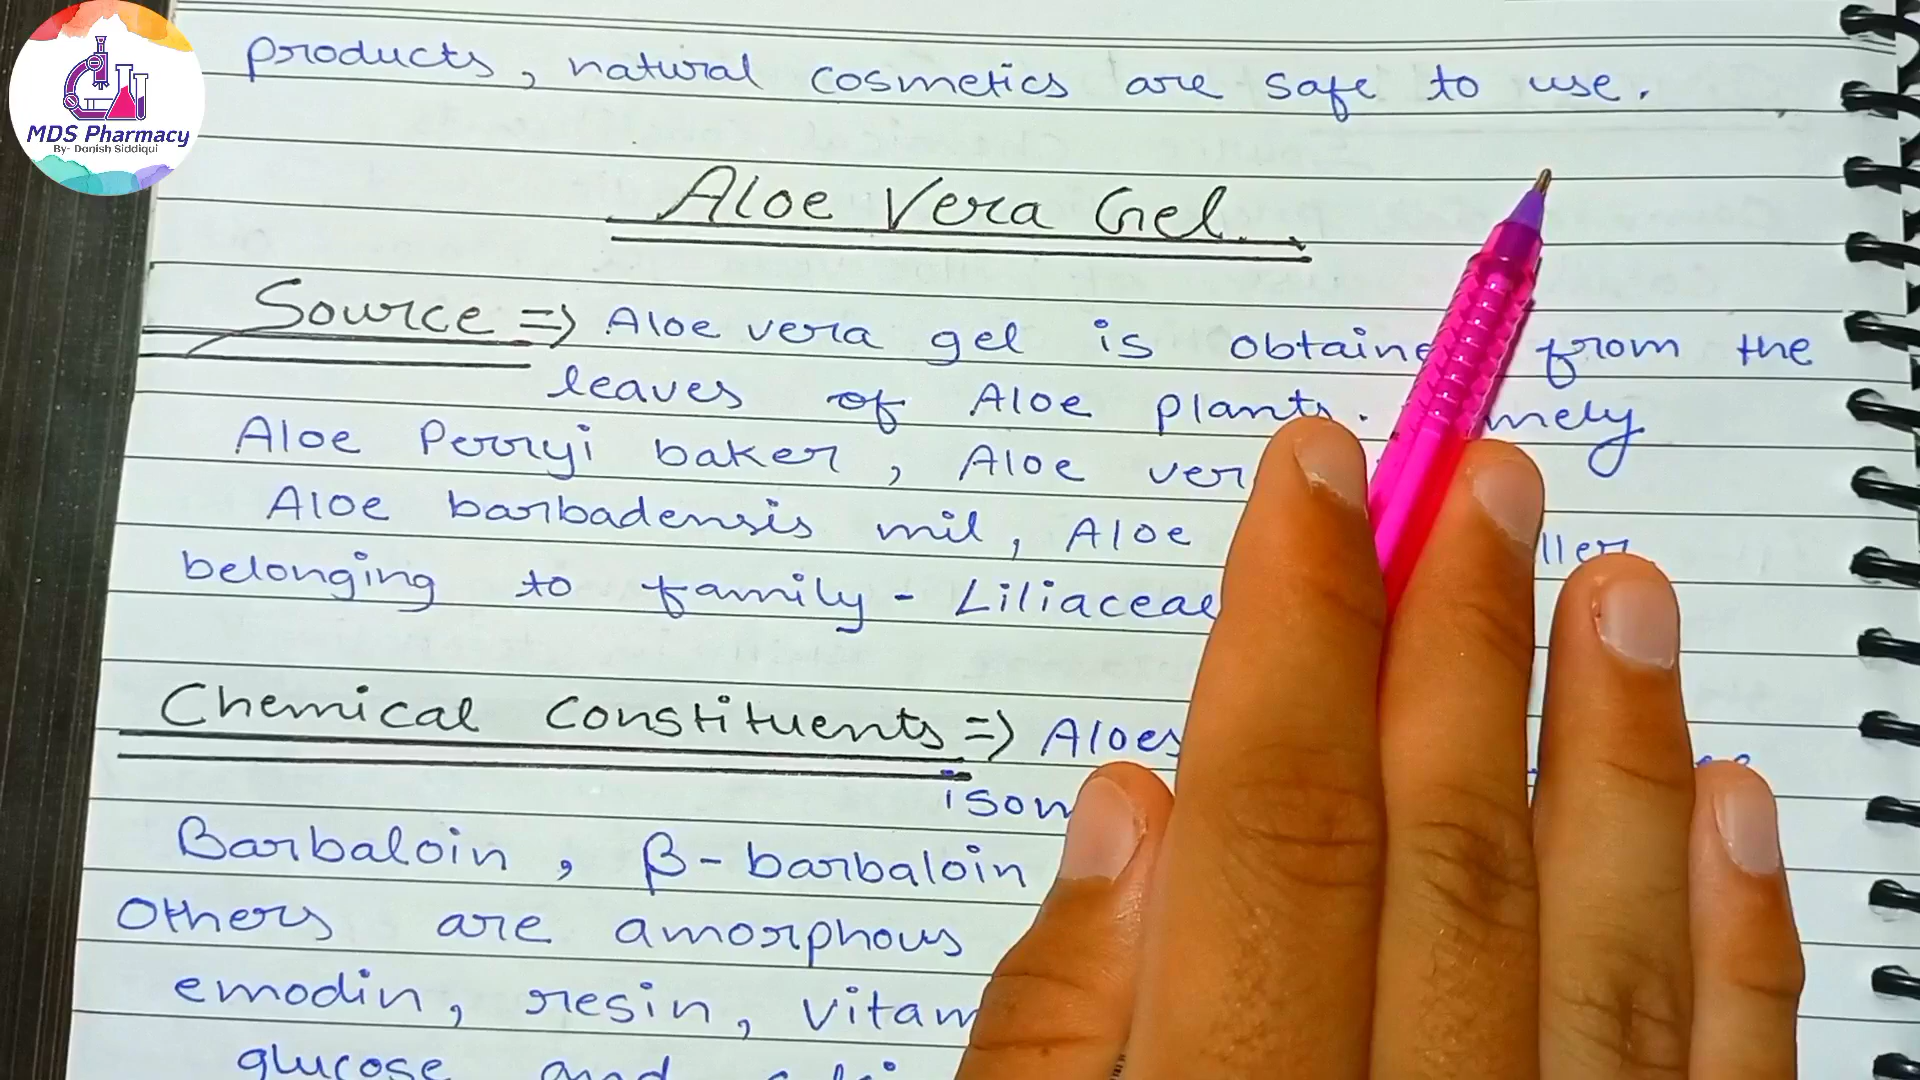 MDS Pharmacy
By- Danish Siddiqui
products, natural cosmetics are safe to use.
Aloe Vera Gel
Source => Aloe vera gel is obtaine from the
leaves of Aloe plants.
Aloe Perryi baker, Aloe
Aloe barbadensis mil, Aloe
belonging to family - Liliaceae
Chemical Constituents => Aloes
Barbaloin, β-barbaloin
Others are amorphous
emodin, resin,
glucose and